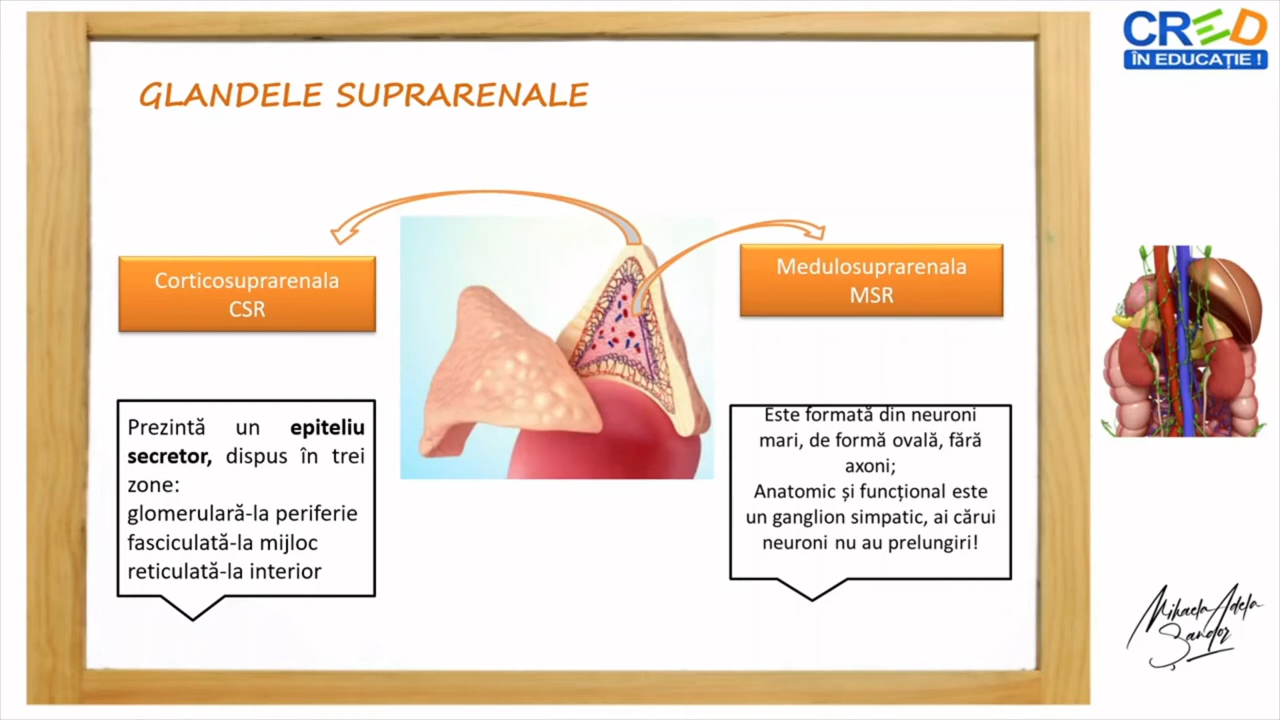 CRED
ÎN EDUCAȚIE !
GLANDELE SUPRARENALE
Corticosuprarenala
CSR
Medulosuprarenala
MSR
Prezintă un epiteliu
secretor, dispus în trei
zone:
glomerulară-la periferie
fasciculată-la mijloc
reticulată-la interior
Este formată din neuroni
mari, de formă ovală, fără
axoni;
Anatomic și funcțional este
un ganglion simpatic, ai cărui
neuroni nu au prelungiri!
Mihaela Adela
Șandor